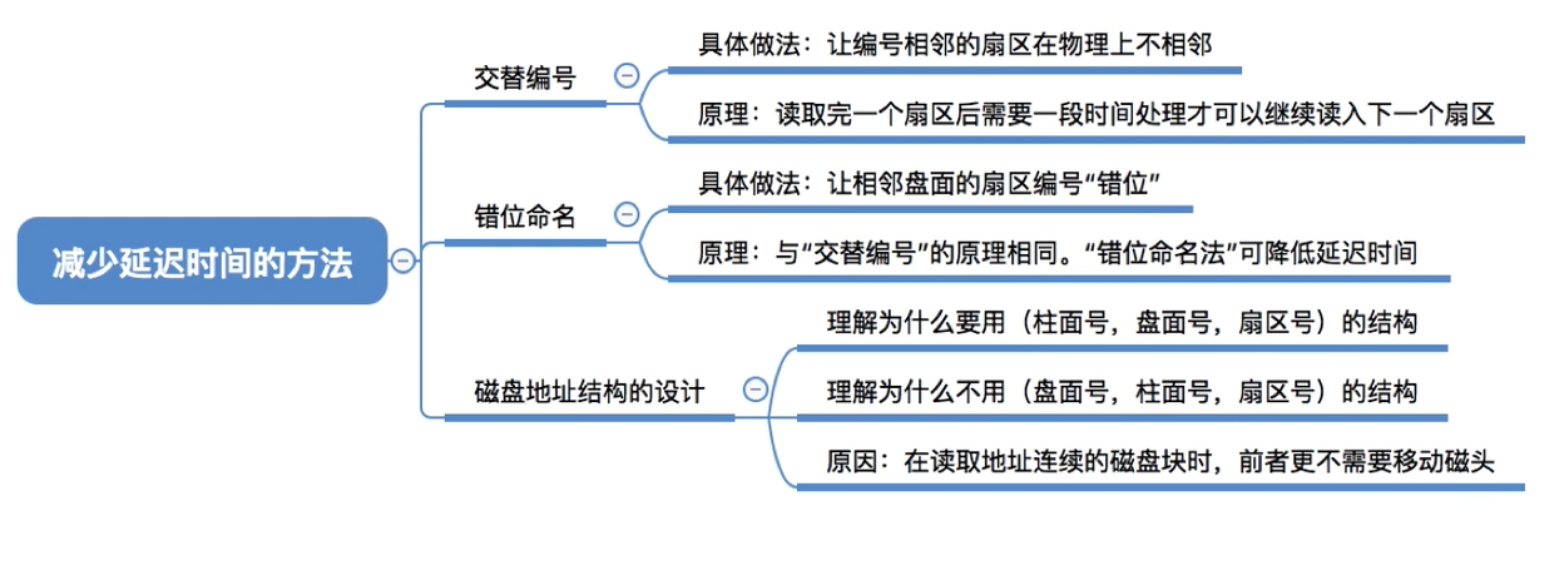 减少延迟时间的方法
交替编号
具体做法：让编号相邻的扇区在物理上不相邻
原理：读取完一个扇区后需要一段时间处理才可以继续读入下一个扇区
错位命名
具体做法：让相邻盘面的扇区编号“错位”
原理：与“交替编号”的原理相同。“错位命名法”可降低延迟时间
磁盘地址结构的设计
理解为什么要用（柱面号，盘面号，扇区号）的结构
理解为什么不用（盘面号，柱面号，扇区号）的结构
原因：在读取地址连续的磁盘块时，前者更不需要移动磁头